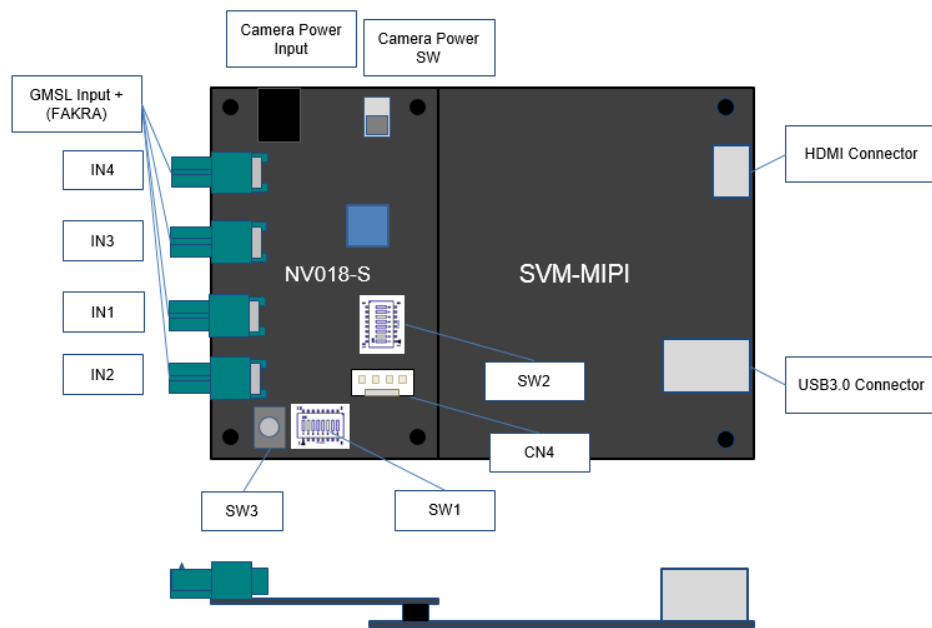 Camera Power
Input
Camera Power
SW
GMSL Input +
(FAKRA)
IN4
HDMI Connector
IN3
NV018-S
SVM-MIPI
IN1
IN2
SW2
USB3.0 Connector
CN4
SW3
SW1